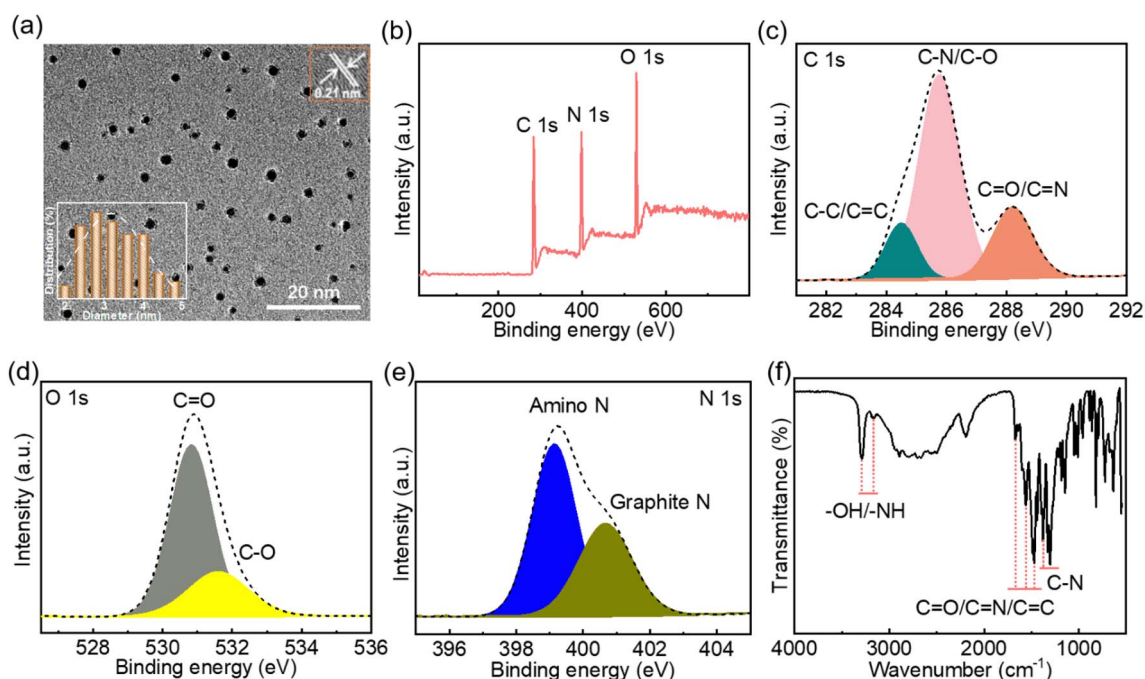 (a)
0.21 nm
Distribution (%)
2 3 4 5
Diameter (nm)
20 nm
(b)
Intensity (a.u.)
C 1s
N 1s
O 1s
200 400 600
Binding energy (eV)
(c)
C 1s
Intensity (a.u.)
C-N/C-O
C-C/C=C
C=O/C=N
282 284 286 288 290 292
Binding energy (eV)
(d)
O 1s
Intensity (a.u.)
C=O
C-O
528 530 532 534 536
Binding energy (eV)
(e)
N 1s
Intensity (a.u.)
Amino N
Graphite N
396 398 400 402 404
Binding energy (eV)
(f)
Transmittance (%)
-OH/-NH
C-N
C=O/C=N/C=C
4000 3000 2000 1000
Wavenumber (cm⁻¹)